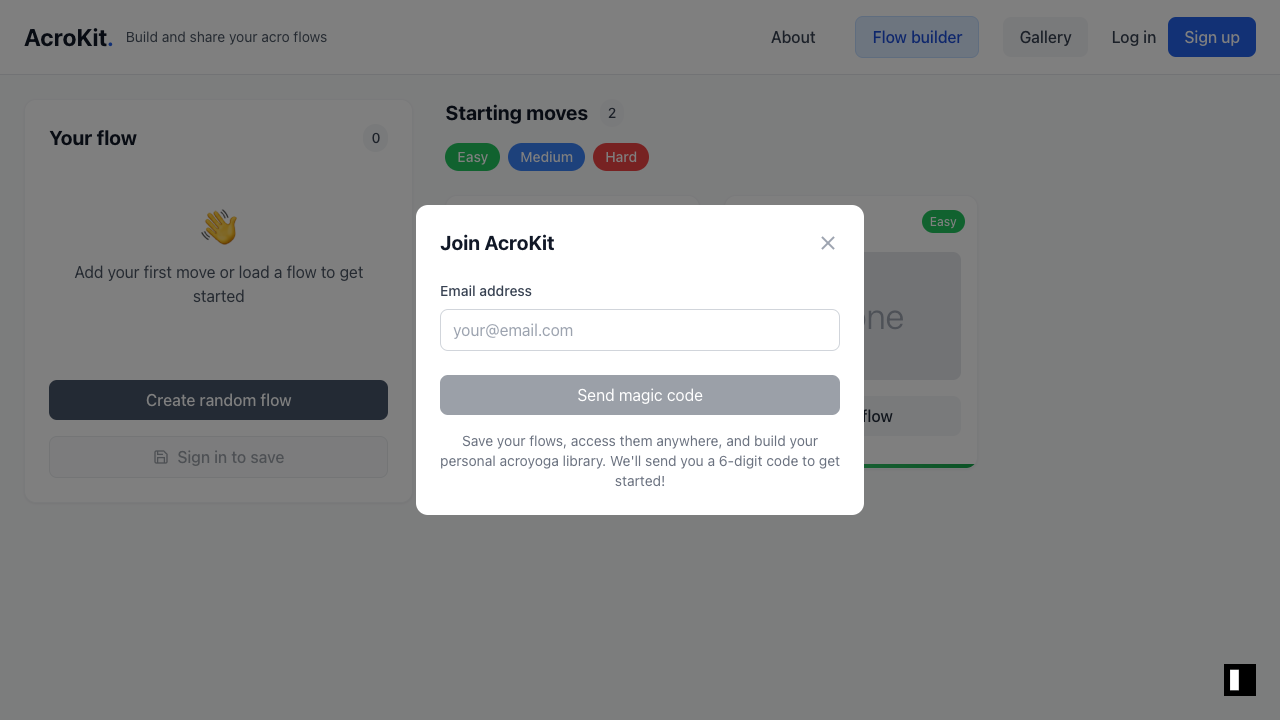 AcroKit.
Build and share your acro flows
About
Flow builder
Gallery
Log in
Sign up
Your flow
0
Add your first move or load a flow to get
started
Create random flow
Sign in to save
Starting moves
2
Easy
Medium
Hard
Easy
flow
Join AcroKit
Email address
your@email.com
Send magic code
Save your flows, access them anywhere, and build your
personal acroyoga library. We'll send you a 6-digit code to get
started!